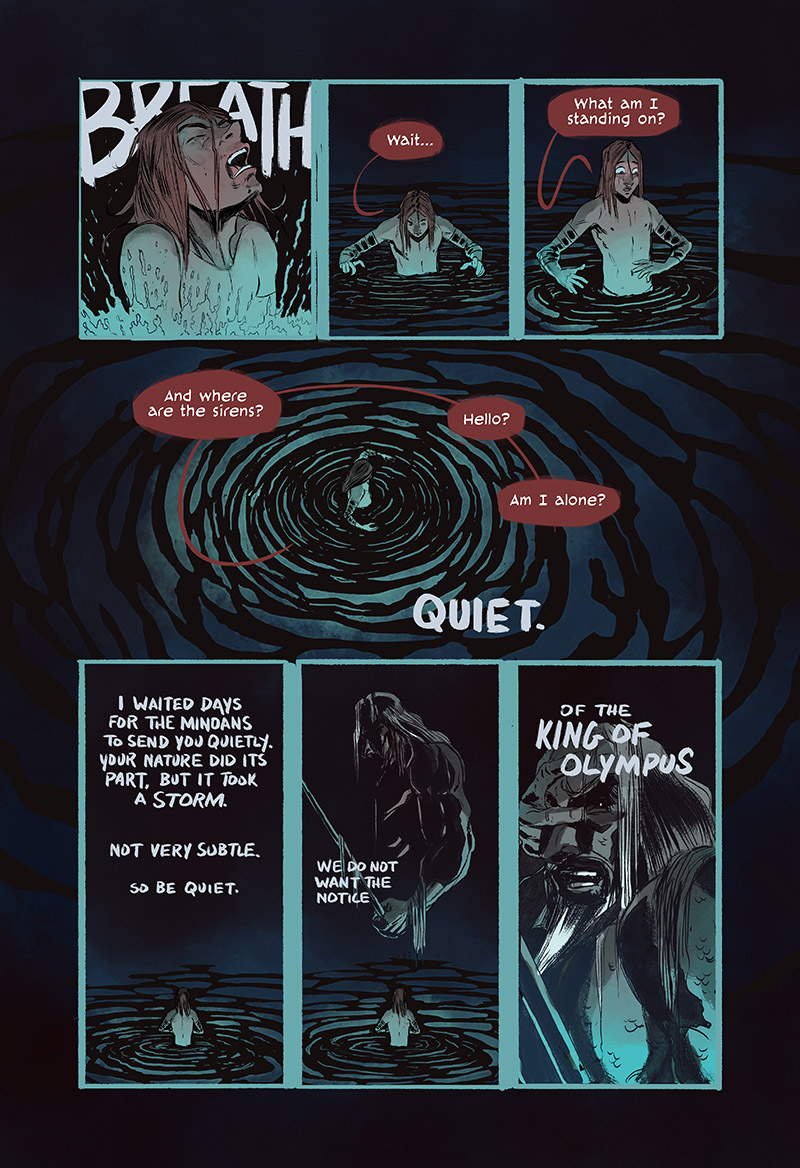 BREATH
Wait...
What am I
standing on?
And where
are the sirens?
Hello?
Am I alone?
QUIET.
I WAITED DAYS
FOR THE MINOANS
TO SEND YOU QUIETLY.
YOUR NATURE DID ITS
PART, BUT IT TOOK
A STORM.
NOT VERY SUBTLE.
SO BE QUIET.
WE DO NOT
WANT THE
NOTICE
OF THE
KING OF
OLYMPUS